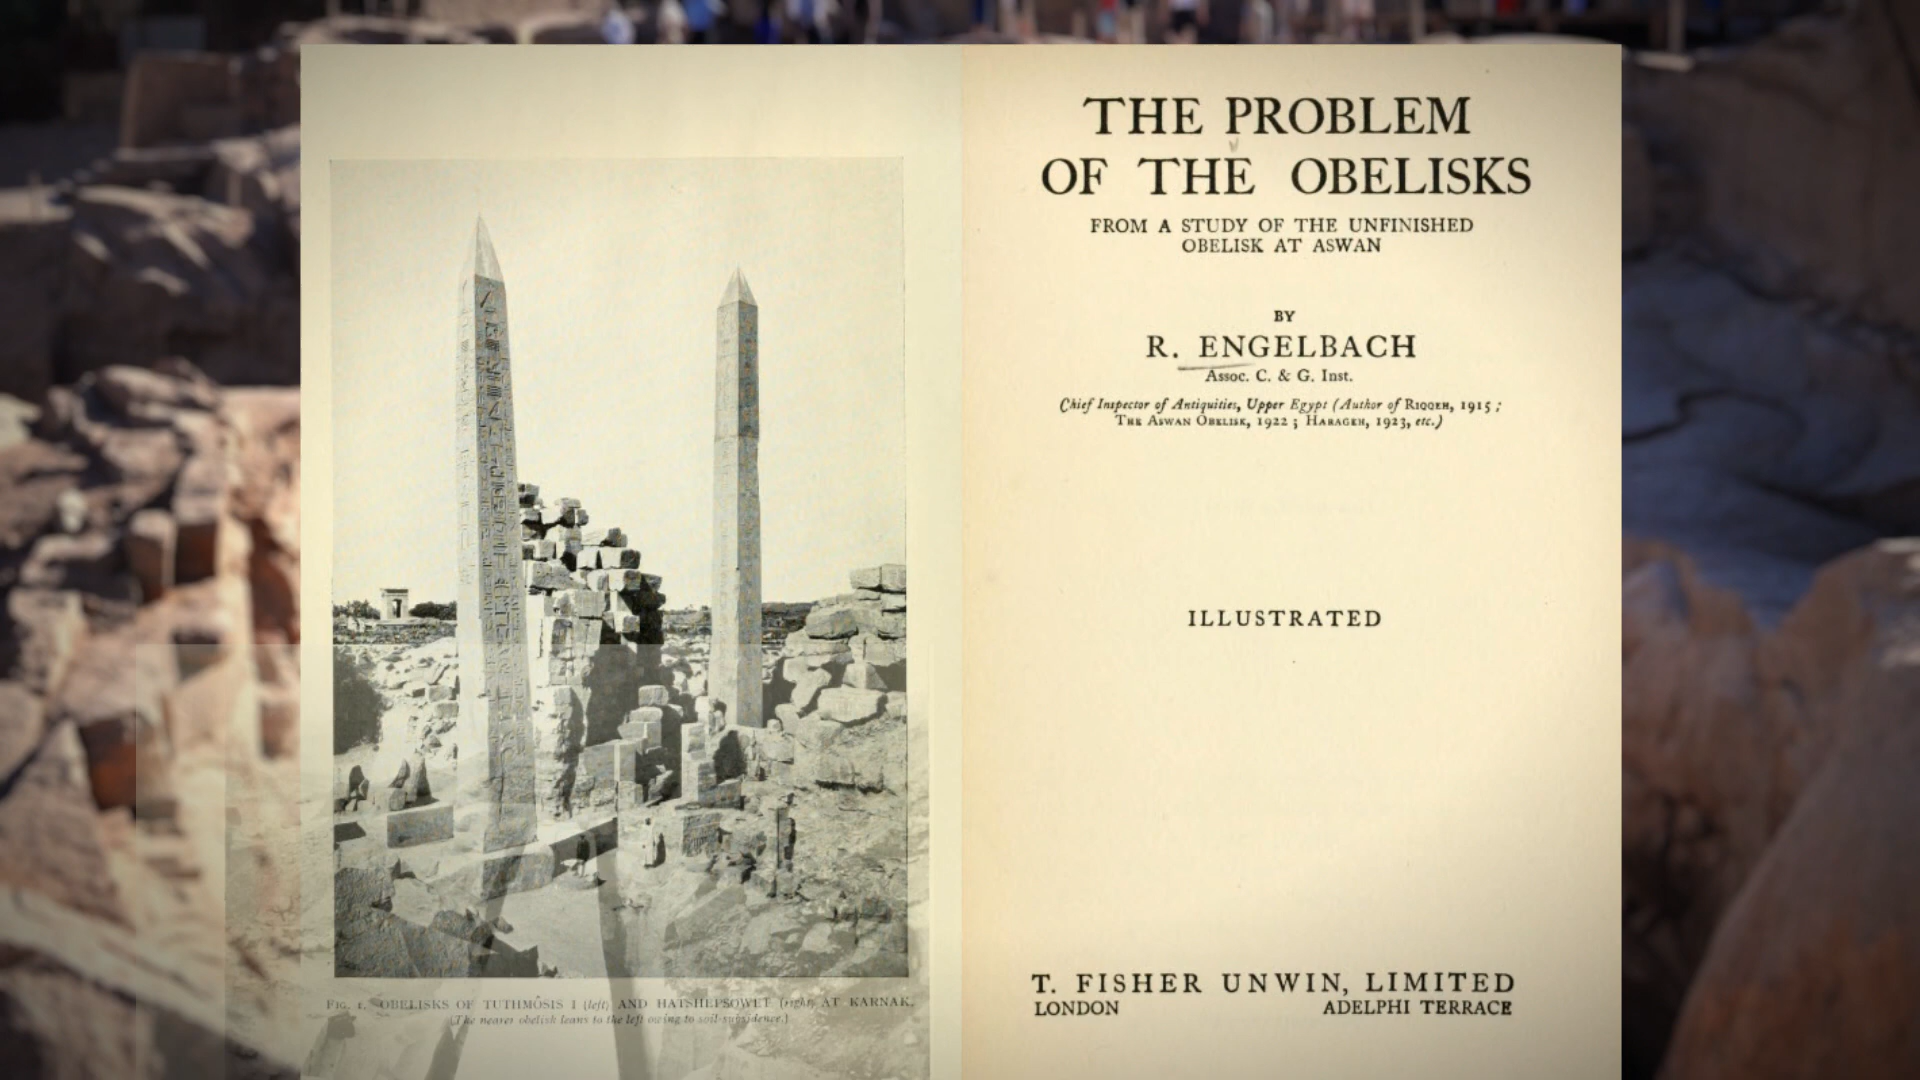 FIG. 1. OBELISKS OF TUTHMÔSIS I (left) AND HATSHEPSOWET (right) AT KARNAK.
(The nearer obelisk leans to the left owing to soil-subsidence.)
THE PROBLEM
OF THE OBELISKS
FROM A STUDY OF THE UNFINISHED
OBELISK AT ASWAN
BY
R. ENGELBACH
Assoc. C. & G. Inst.
Chief Inspector of Antiquities, Upper Egypt (Author of RIQQEH, 1915 ;
THE ASWAN OBELISK, 1922 ; HARAGEH, 1923, etc.)
ILLUSTRATED
T. FISHER UNWIN, LIMITED
LONDON ADELPHI TERRACE